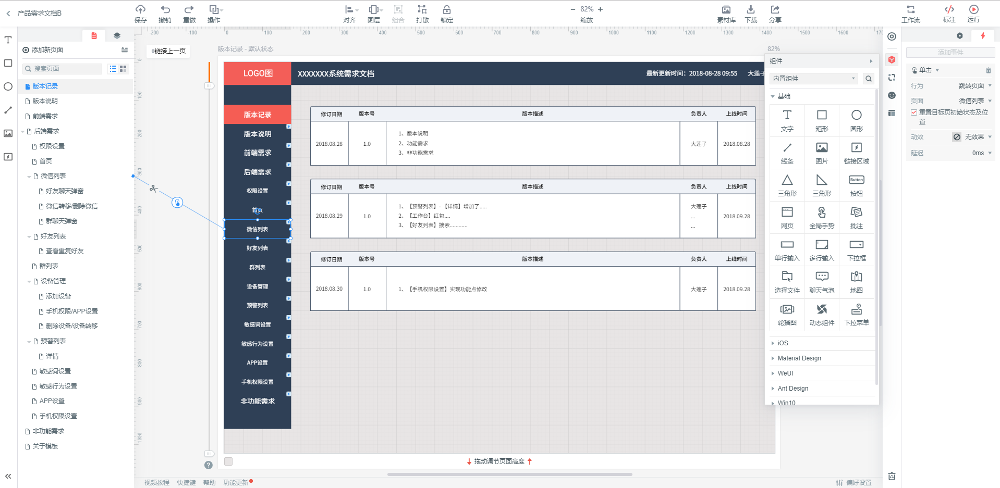 产品需求文档B
保存 撤销 重做 操作
对齐 图层 组合 打散 锁定
82%
缩放
素材库 下载 分享
工作流 标注 运行
-200 -100 0 100 200 300 400 500 600 700 800 900 1000 1100 1200 1300 1400 1500 1600
0 100 200 300 400 500 600 700 800 900 1000
添加新页面
搜索页面
版本记录
版本说明
前端需求
后端需求
权限设置
首页
微信列表
好友聊天弹窗
微信转移/删除微信
群聊天弹窗
好友列表
查看重复好友
群列表
设备管理
添加设备
手机权限/APP设置
删除设备/设备转移
预警列表
详情
敏感词设置
敏感行为设置
APP设置
手机权限设置
非功能需求
关于模板
链接上一页
版本记录 - 默认状态
82%
LOGO图
XXXXXXX系统需求文档
最新更新时间：2018-08-28 09:55
大莲子
版本记录
版本说明
前端需求
后端需求
权限设置
首页
微信列表
好友列表
群列表
设备管理
预警列表
敏感词设置
敏感行为设置
APP设置
手机权限设置
非功能需求
修订日期 版本号 版本描述 负责人 上线时间
2018.08.28 1.0
1、版本说明
2、功能需求
3、非功能需求
大莲子 2018.08.28
修订日期 版本号 版本描述 负责人 上线时间
2018.08.29 1.0
1、【预警列表】-【详情】增加了.....
2、【工作台】红包....
3、【好友列表】搜索............
大莲子
...
...
2018.09.28
修订日期 版本号 版本描述 负责人 上线时间
2018.08.30 1.0
1、【手机权限设置】实现功能点修改
大莲子 2018.09.28
拖动调节页面高度
?
视频教程 快捷键 帮助 功能更新
偏好设置
组件
内置组件
基础
文字 矩形 圆形
线条 图片 链接区域
Button
三角形 三角形 按钮
网页 全局手势 批注
单行输入 多行输入 下拉框
选择文件 聊天气泡 地图
轮播图 动态组件 下拉菜单
iOS
Material Design
WeUI
Ant Design
Win10
添加事件
单击
行为 跳转页面
页面 微信列表
重置目标页初始状态及位
置
动效 无效果
延迟 0ms